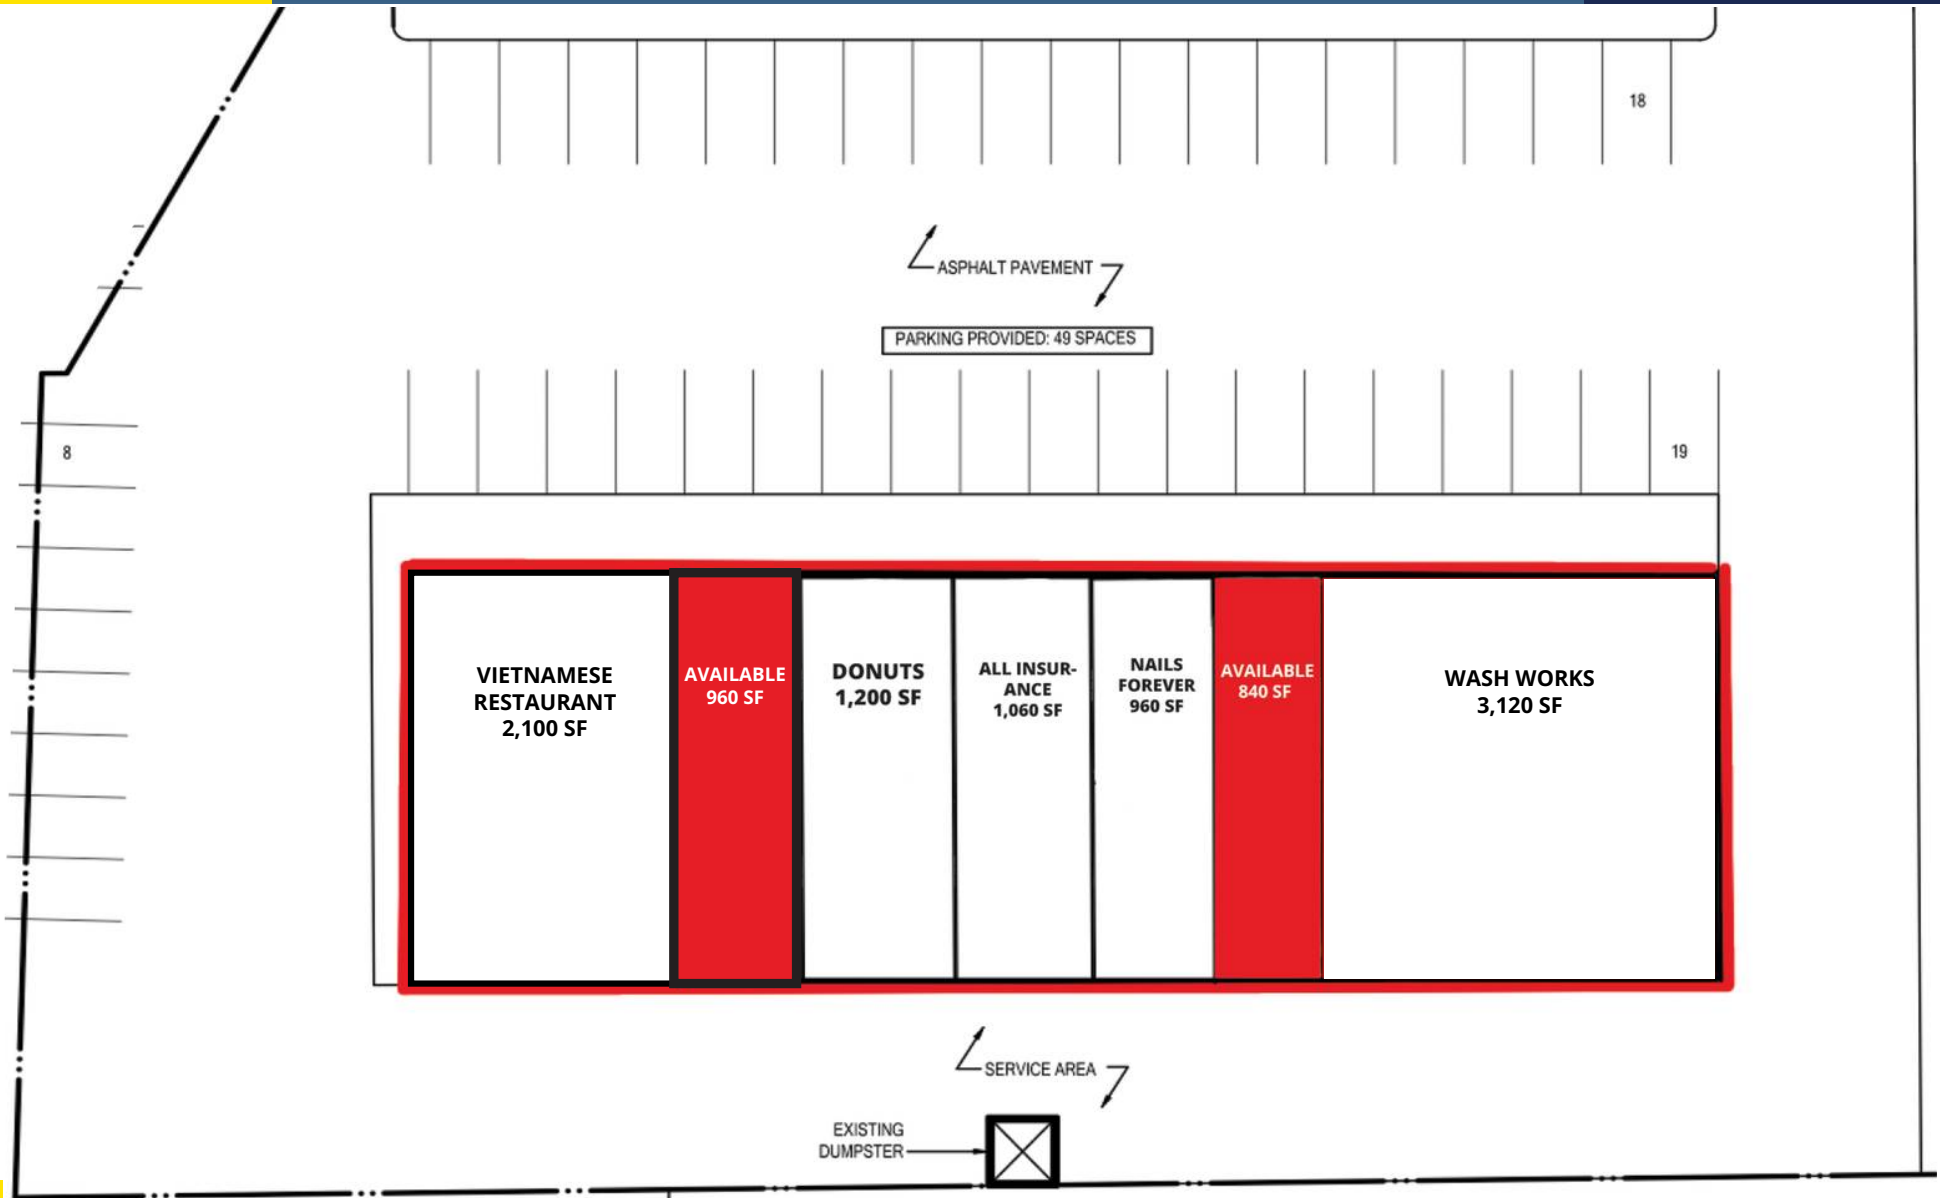 18
ASPHALT PAVEMENT
PARKING PROVIDED: 49 SPACES
8
19
VIETNAMESE
RESTAURANT
2,100 SF
AVAILABLE
960 SF
DONUTS
1,200 SF
ALL INSUR-
ANCE
1,060 SF
NAILS
FOREVER
960 SF
AVAILABLE
840 SF
WASH WORKS
3,120 SF
SERVICE AREA
EXISTING
DUMPSTER